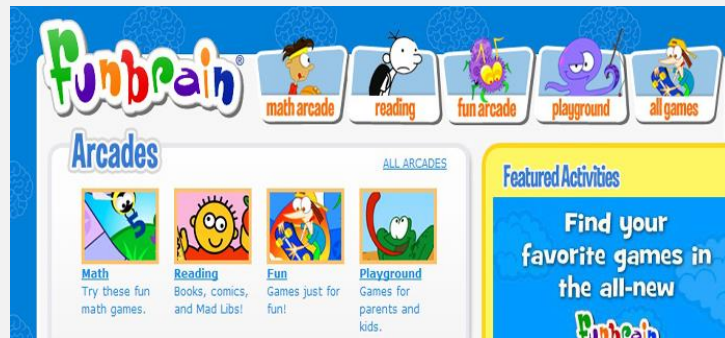 funbrain®
math arcade
reading
fun arcade
playground
all games
Arcades
ALL ARCADES
Math
Try these fun
math games.
Reading
Books, comics,
and Mad Libs!
Fun
Games just for
fun!
Playground
Games for
parents and
kids.
Featured Activities
Find your
favorite games in
the all-new
funbrain